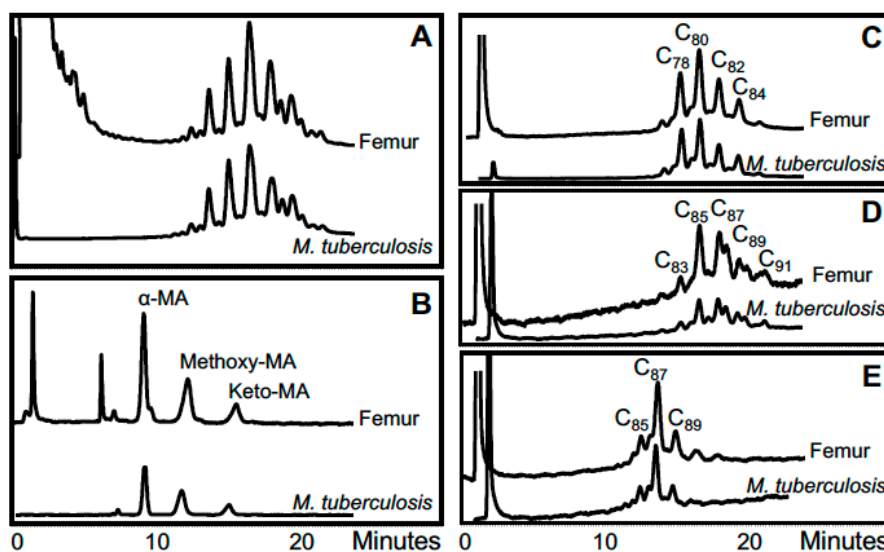 A
Femur
M. tuberculosis
B
α-MA
Methoxy-MA
Keto-MA
Femur
M. tuberculosis
0 10 20 Minutes
C
C78 C80 C82 C84
Femur
M. tuberculosis
D
C83 C85 C87 C89 C91
Femur
M. tuberculosis
E
C85 C87 C89
Femur
M. tuberculosis
0 10 20 Minutes